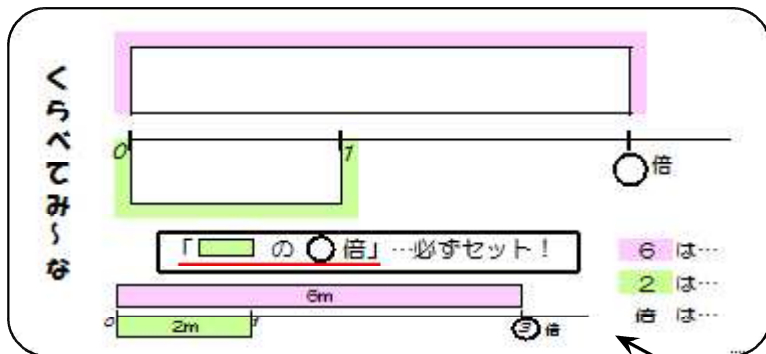 くらべてみ～な
0
1
○倍
「 の ○倍」…必ずセット！
6 は…
2 は…
倍 は…
6m
0
2m
1
③倍